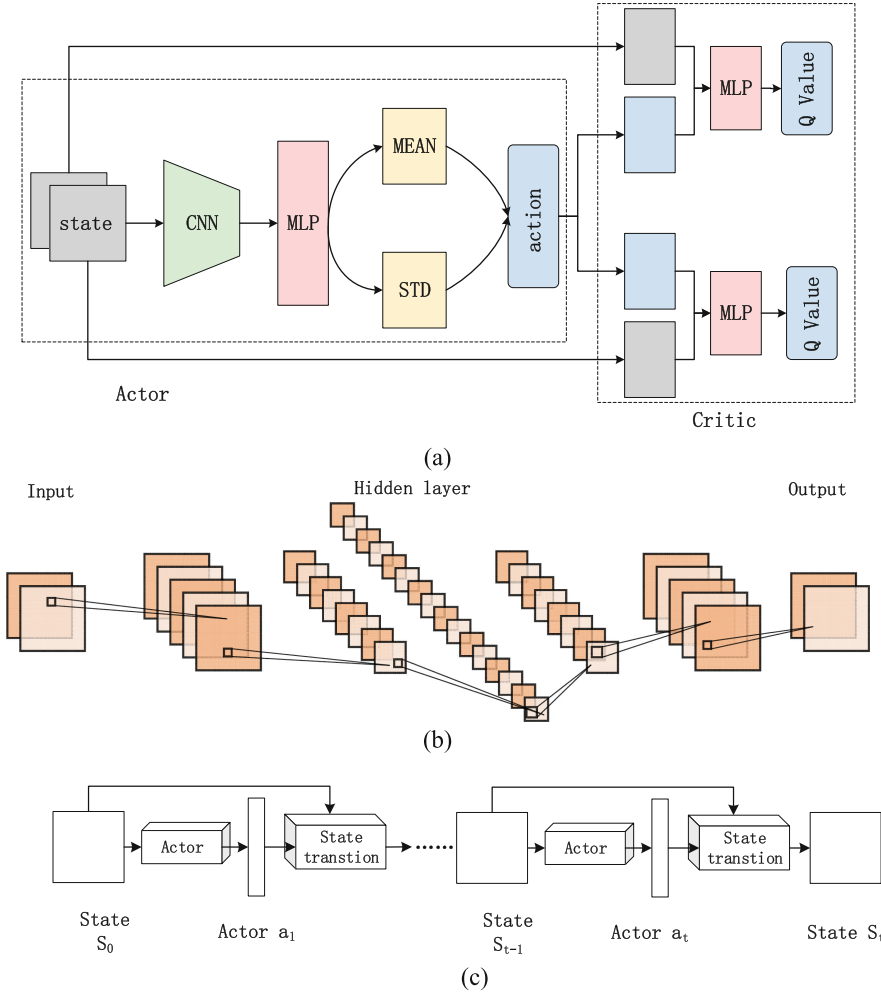 state
CNN
MLP
MEAN
STD
action
MLP
Q Value
MLP
Q Value
Actor
Critic
(a)
Input
Hidden layer
Output
(b)
Actor
State
transtion
......
Actor
State
transtion
State
S0
Actor a1
State
St-1
Actor at
State S
(c)